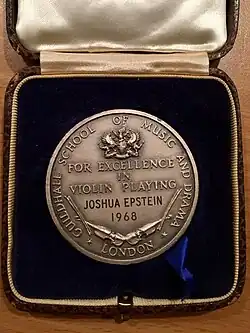 GUILDHALL SCHOOL OF MUSIC AND DRAMA
LONDON
FOR EXCELLENCE
IN
VIOLIN PLAYING
JOSHUA EPSTEIN
1968